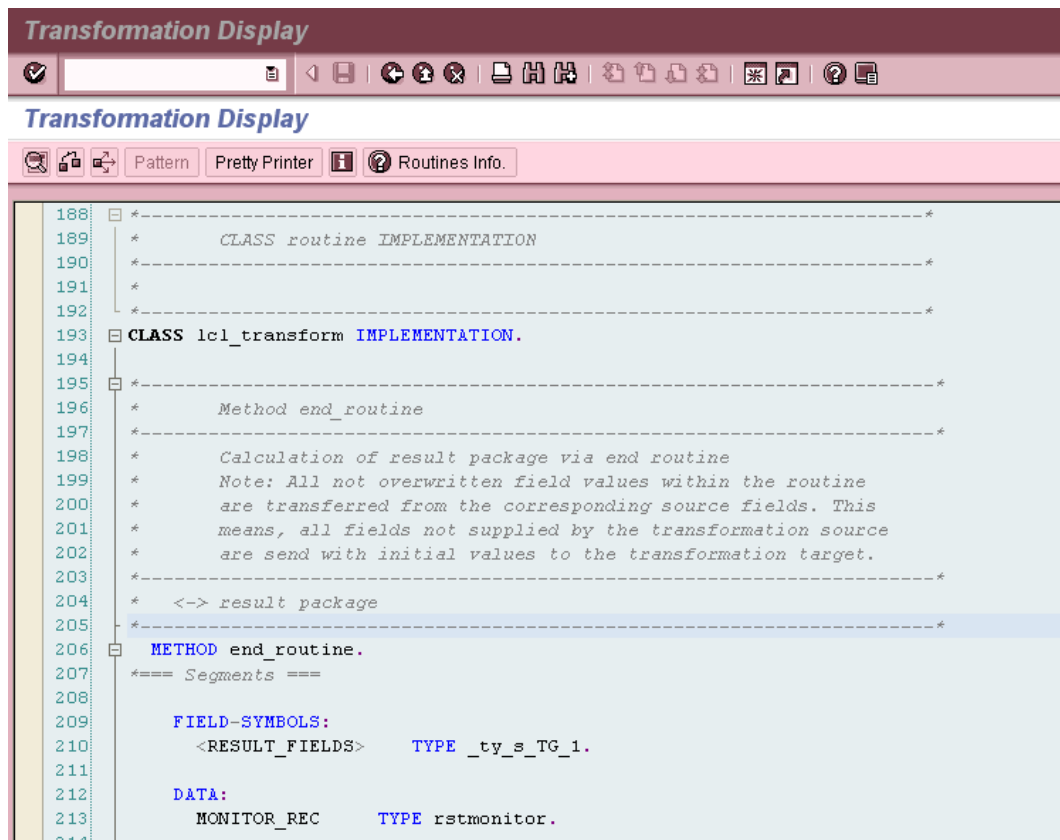 Transformation Display
Transformation Display
Pattern Pretty Printer Routines Info.
188 *----------------------------------------------------------------------*
189 *       CLASS routine IMPLEMENTATION
190 *----------------------------------------------------------------------*
191 *
192 *----------------------------------------------------------------------*
193 CLASS lcl_transform IMPLEMENTATION.
194
195 *----------------------------------------------------------------------*
196 *       Method end_routine
197 *----------------------------------------------------------------------*
198 *       Calculation of result package via end routine
199 *       Note: All not overwritten field values within the routine
200 *       are transferred from the corresponding source fields. This
201 *       means, all fields not supplied by the transformation source
202 *       are send with initial values to the transformation target.
203 *----------------------------------------------------------------------*
204 *   <-> result package
205 *----------------------------------------------------------------------*
206   METHOD end_routine.
207 *=== Segments ===
208
209     FIELD-SYMBOLS:
210       <RESULT_FIELDS>    TYPE _ty_s_TG_1.
211
212     DATA:
213       MONITOR_REC     TYPE rstmonitor.